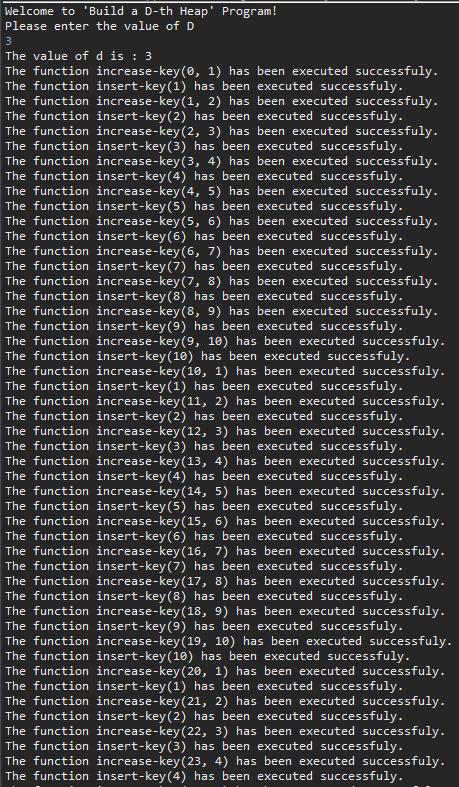 Welcome to 'Build a D-th Heap' Program!
Please enter the value of D
3
The value of d is : 3
The function increase-key(0, 1) has been executed successfuly.
The function insert-key(1) has been executed successfuly.
The function increase-key(1, 2) has been executed successfuly.
The function insert-key(2) has been executed successfuly.
The function increase-key(2, 3) has been executed successfuly.
The function insert-key(3) has been executed successfuly.
The function increase-key(3, 4) has been executed successfuly.
The function insert-key(4) has been executed successfuly.
The function increase-key(4, 5) has been executed successfuly.
The function insert-key(5) has been executed successfuly.
The function increase-key(5, 6) has been executed successfuly.
The function insert-key(6) has been executed successfuly.
The function increase-key(6, 7) has been executed successfuly.
The function insert-key(7) has been executed successfuly.
The function increase-key(7, 8) has been executed successfuly.
The function insert-key(8) has been executed successfuly.
The function increase-key(8, 9) has been executed successfuly.
The function insert-key(9) has been executed successfuly.
The function increase-key(9, 10) has been executed successfuly.
The function insert-key(10) has been executed successfuly.
The function increase-key(10, 1) has been executed successfuly.
The function insert-key(1) has been executed successfuly.
The function increase-key(11, 2) has been executed successfuly.
The function insert-key(2) has been executed successfuly.
The function increase-key(12, 3) has been executed successfuly.
The function insert-key(3) has been executed successfuly.
The function increase-key(13, 4) has been executed successfuly.
The function insert-key(4) has been executed successfuly.
The function increase-key(14, 5) has been executed successfuly.
The function insert-key(5) has been executed successfuly.
The function increase-key(15, 6) has been executed successfuly.
The function insert-key(6) has been executed successfuly.
The function increase-key(16, 7) has been executed successfuly.
The function insert-key(7) has been executed successfuly.
The function increase-key(17, 8) has been executed successfuly.
The function insert-key(8) has been executed successfuly.
The function increase-key(18, 9) has been executed successfuly.
The function insert-key(9) has been executed successfuly.
The function increase-key(19, 10) has been executed successfuly.
The function insert-key(10) has been executed successfuly.
The function increase-key(20, 1) has been executed successfuly.
The function insert-key(1) has been executed successfuly.
The function increase-key(21, 2) has been executed successfuly.
The function insert-key(2) has been executed successfuly.
The function increase-key(22, 3) has been executed successfuly.
The function insert-key(3) has been executed successfuly.
The function increase-key(23, 4) has been executed successfuly.
The function insert-key(4) has been executed successfuly.